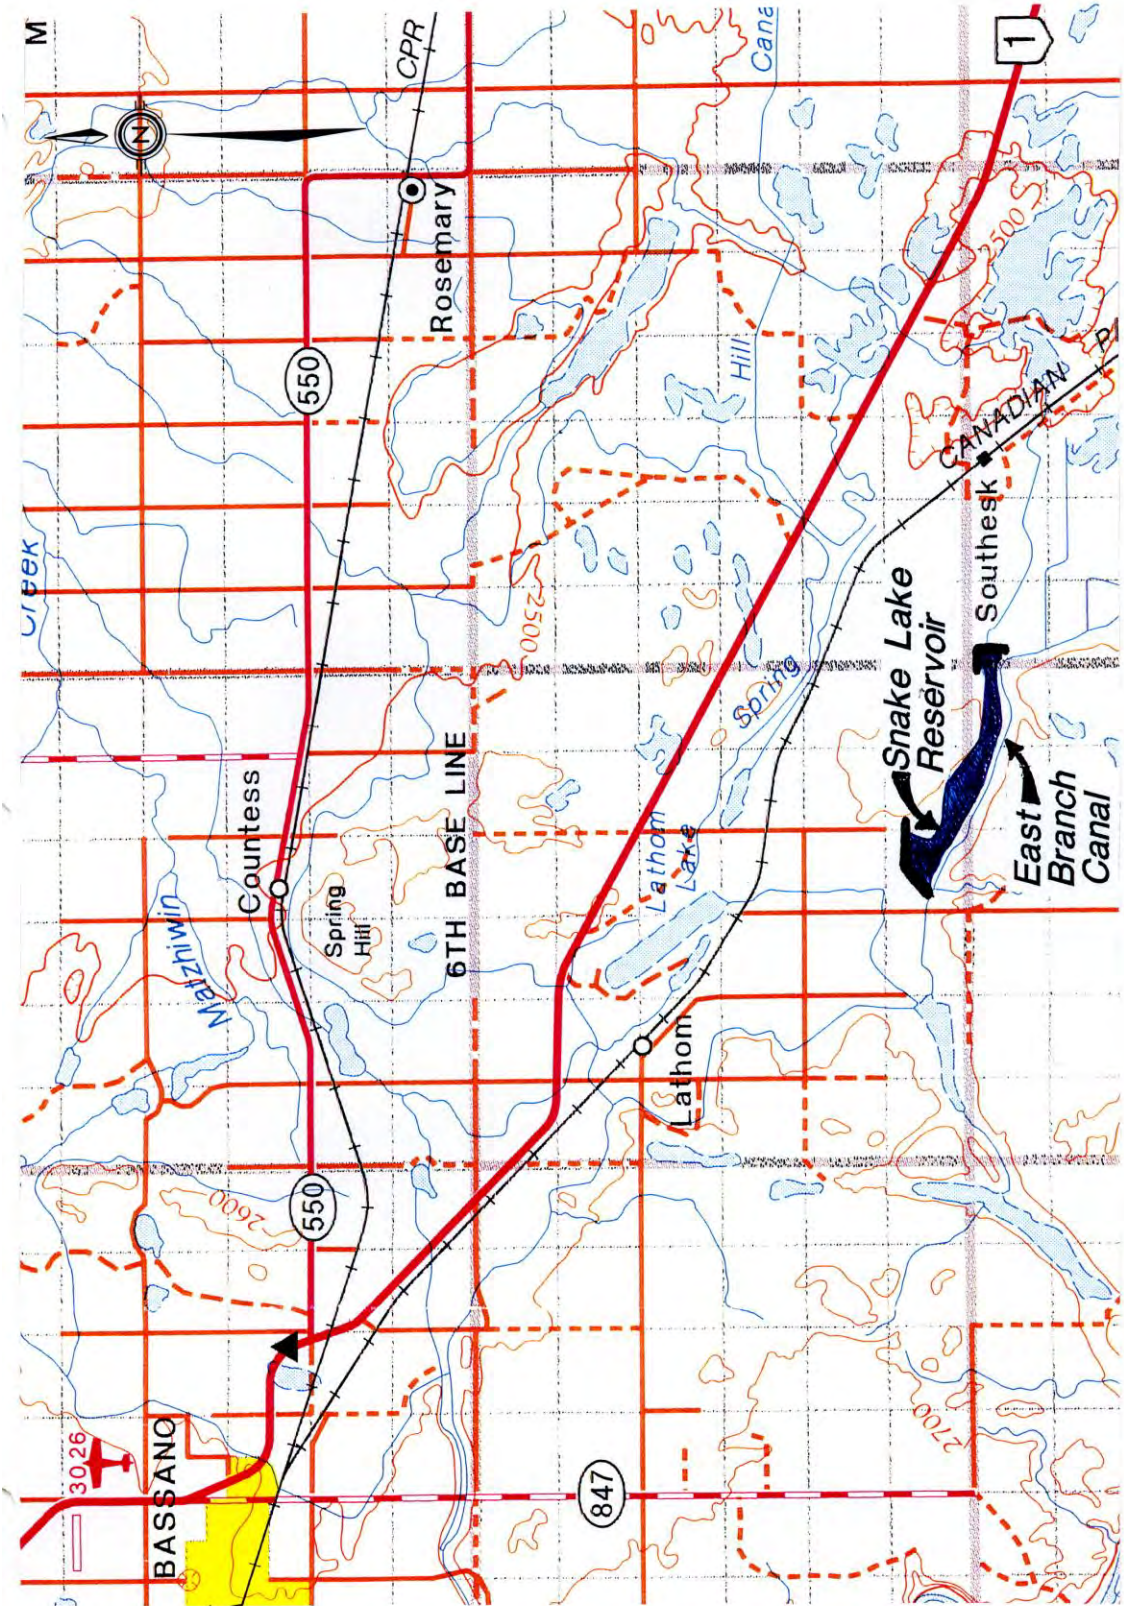 BASSANO
30.26
2600
550
Matzhiwin
Countess
Spring
Hill
Creek
550
Rosemary
CPR
N
M
6TH BASE LINE
2500
847
Lathom
Lathom
Lake
Spring
Hill
Cana
1
2500
2700
Snake Lake
Reservoir
East
Branch
Canal
Southesk
CANADIAN P